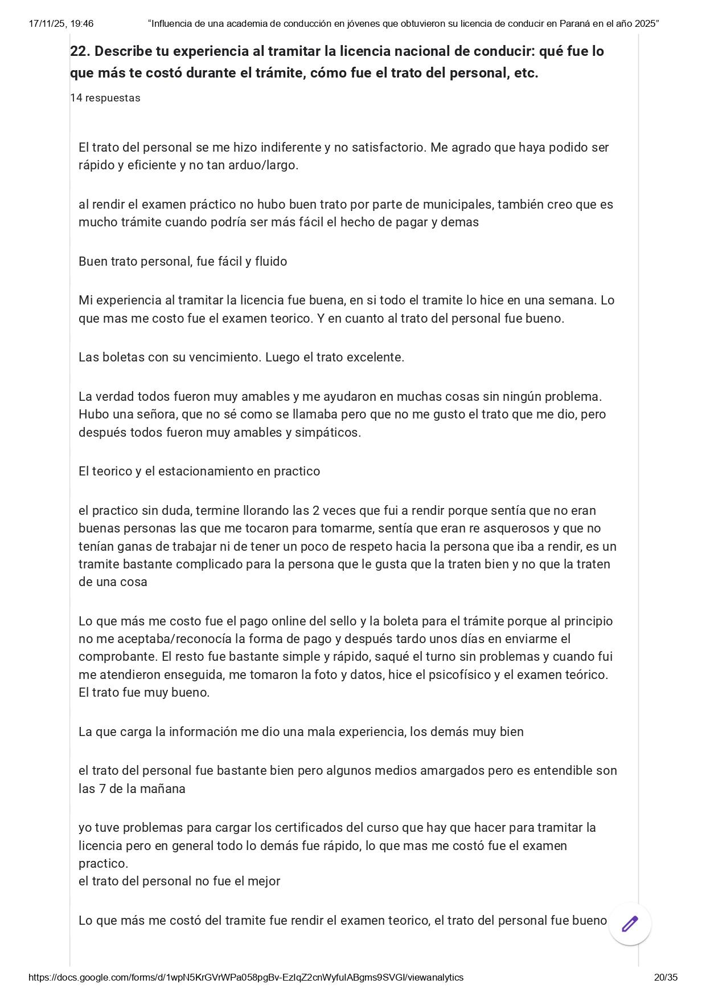 17/11/25, 19:46
“Influencia de una academia de conducción en jóvenes que obtuvieron su licencia de conducir en Paraná en el año 2025”
22. Describe tu experiencia al tramitar la licencia nacional de conducir: qué fue lo
que más te costó durante el trámite, cómo fue el trato del personal, etc.
14 respuestas
El trato del personal se me hizo indiferente y no satisfactorio. Me agrado que haya podido ser
rápido y eficiente y no tan arduo/largo.
al rendir el examen práctico no hubo buen trato por parte de municipales, también creo que es
mucho trámite cuando podría ser más fácil el hecho de pagar y demas
Buen trato personal, fue fácil y fluido
Mi experiencia al tramitar la licencia fue buena, en si todo el tramite lo hice en una semana. Lo
que mas me costo fue el examen teorico. Y en cuanto al trato del personal fue bueno.
Las boletas con su vencimiento. Luego el trato excelente.
La verdad todos fueron muy amables y me ayudaron en muchas cosas sin ningún problema.
Hubo una señora, que no sé como se llamaba pero que no me gusto el trato que me dio, pero
después todos fueron muy amables y simpáticos.
El teorico y el estacionamiento en practico
el practico sin duda, termine llorando las 2 veces que fui a rendir porque sentía que no eran
buenas personas las que me tocaron para tomarme, sentía que eran re asquerosos y que no
tenían ganas de trabajar ni de tener un poco de respeto hacia la persona que iba a rendir, es un
tramite bastante complicado para la persona que le gusta que la traten bien y no que la traten
de una cosa
Lo que más me costo fue el pago online del sello y la boleta para el trámite porque al principio
no me aceptaba/reconocía la forma de pago y después tardo unos días en enviarme el
comprobante. El resto fue bastante simple y rápido, saqué el turno sin problemas y cuando fui
me atendieron enseguida, me tomaron la foto y datos, hice el psicofísico y el examen teórico.
El trato fue muy bueno.
La que carga la información me dio una mala experiencia, los demás muy bien
el trato del personal fue bastante bien pero algunos medios amargados pero es entendible son
las 7 de la mañana
yo tuve problemas para cargar los certificados del curso que hay que hacer para tramitar la
licencia pero en general todo lo demás fue rápido, lo que mas me costó fue el examen
practico.
el trato del personal no fue el mejor
Lo que más me costó del tramite fue rendir el examen teorico, el trato del personal fue bueno
https://docs.google.com/forms/d/1wpN5KrGVrWPa058pgBv-EzIqZ2cnWyfuIABgms9SVGI/viewanalytics
20/35